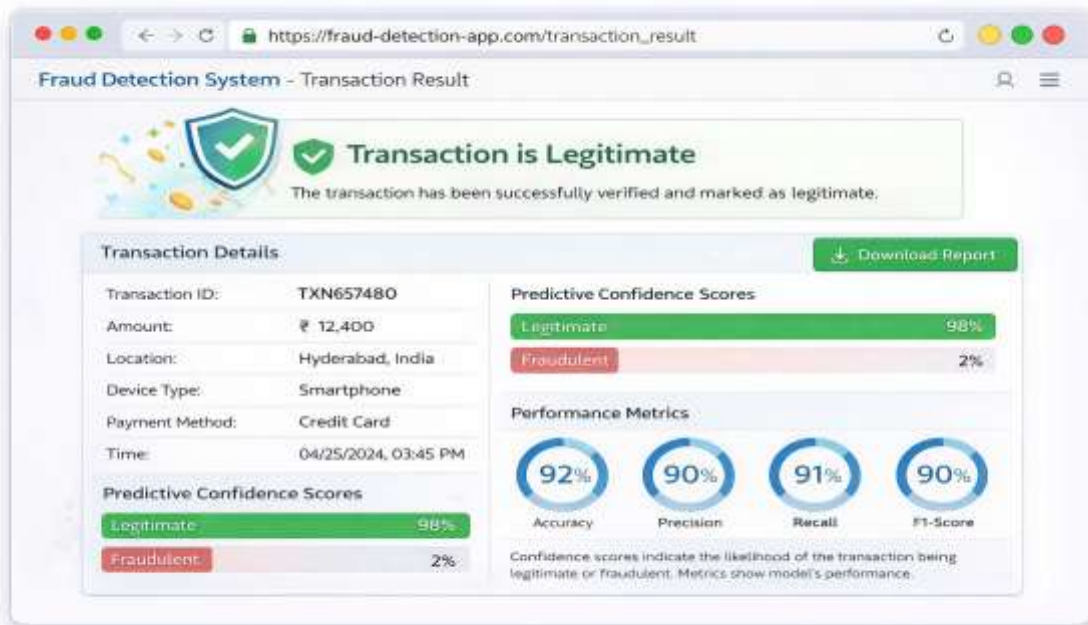 https://fraud-detection-app.com/transaction_result
Fraud Detection System - Transaction Result
Transaction is Legitimate
The transaction has been successfully verified and marked as legitimate.
Transaction Details
Download Report
Transaction ID: TXN657480
Amount: ₹ 12,400
Location: Hyderabad, India
Device Type: Smartphone
Payment Method: Credit Card
Time: 04/25/2024, 03:45 PM
Predictive Confidence Scores
Legitimate 98%
Fraudulent 2%
Predictive Confidence Scores
Legitimate 98%
Fraudulent 2%
Performance Metrics
92% 90% 91% 90%
Accuracy Precision Recall F1-Score
Confidence scores indicate the likelihood of the transaction being
legitimate or fraudulent. Metrics show model's performance.